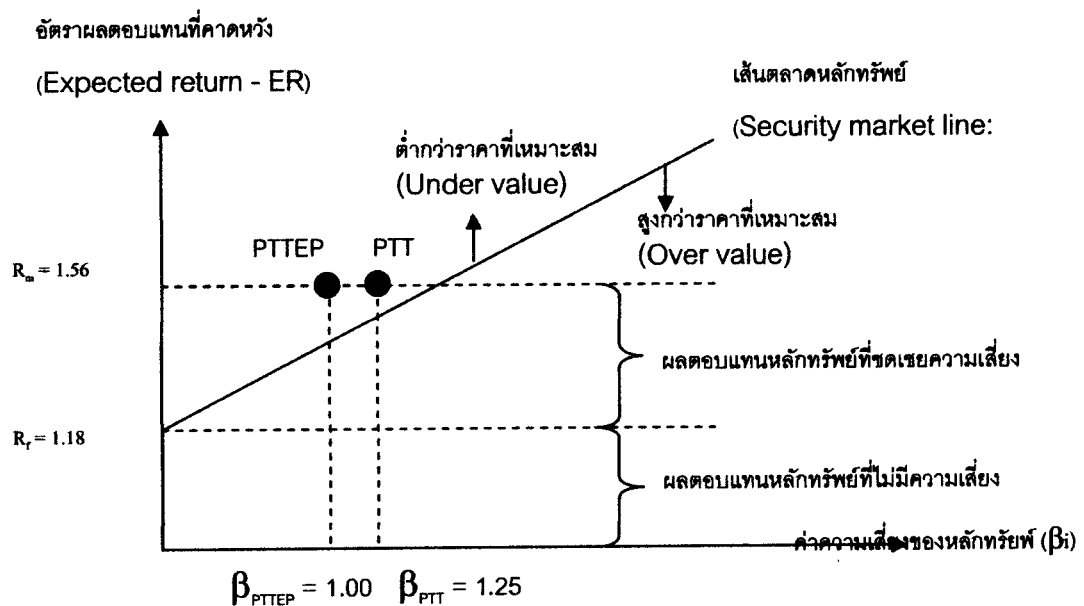 อัตราผลตอบแทนที่คาดหวัง
(Expected return - ER)
เส้นตลาดหลักทรัพย์
(Security market line:
ต่ำกว่าราคาที่เหมาะสม
(Under value)
สูงกว่าราคาที่เหมาะสม
(Over value)
PTTEP PTT
Rm = 1.56
ผลตอบแทนหลักทรัพย์ที่ชดเชยความเสี่ยง
Rf = 1.18
ผลตอบแทนหลักทรัพย์ที่ไม่มีความเสี่ยง
ค่าความเสี่ยงของหลักทรัยพ์ (βi)
βPTTEP = 1.00 βPTT = 1.25